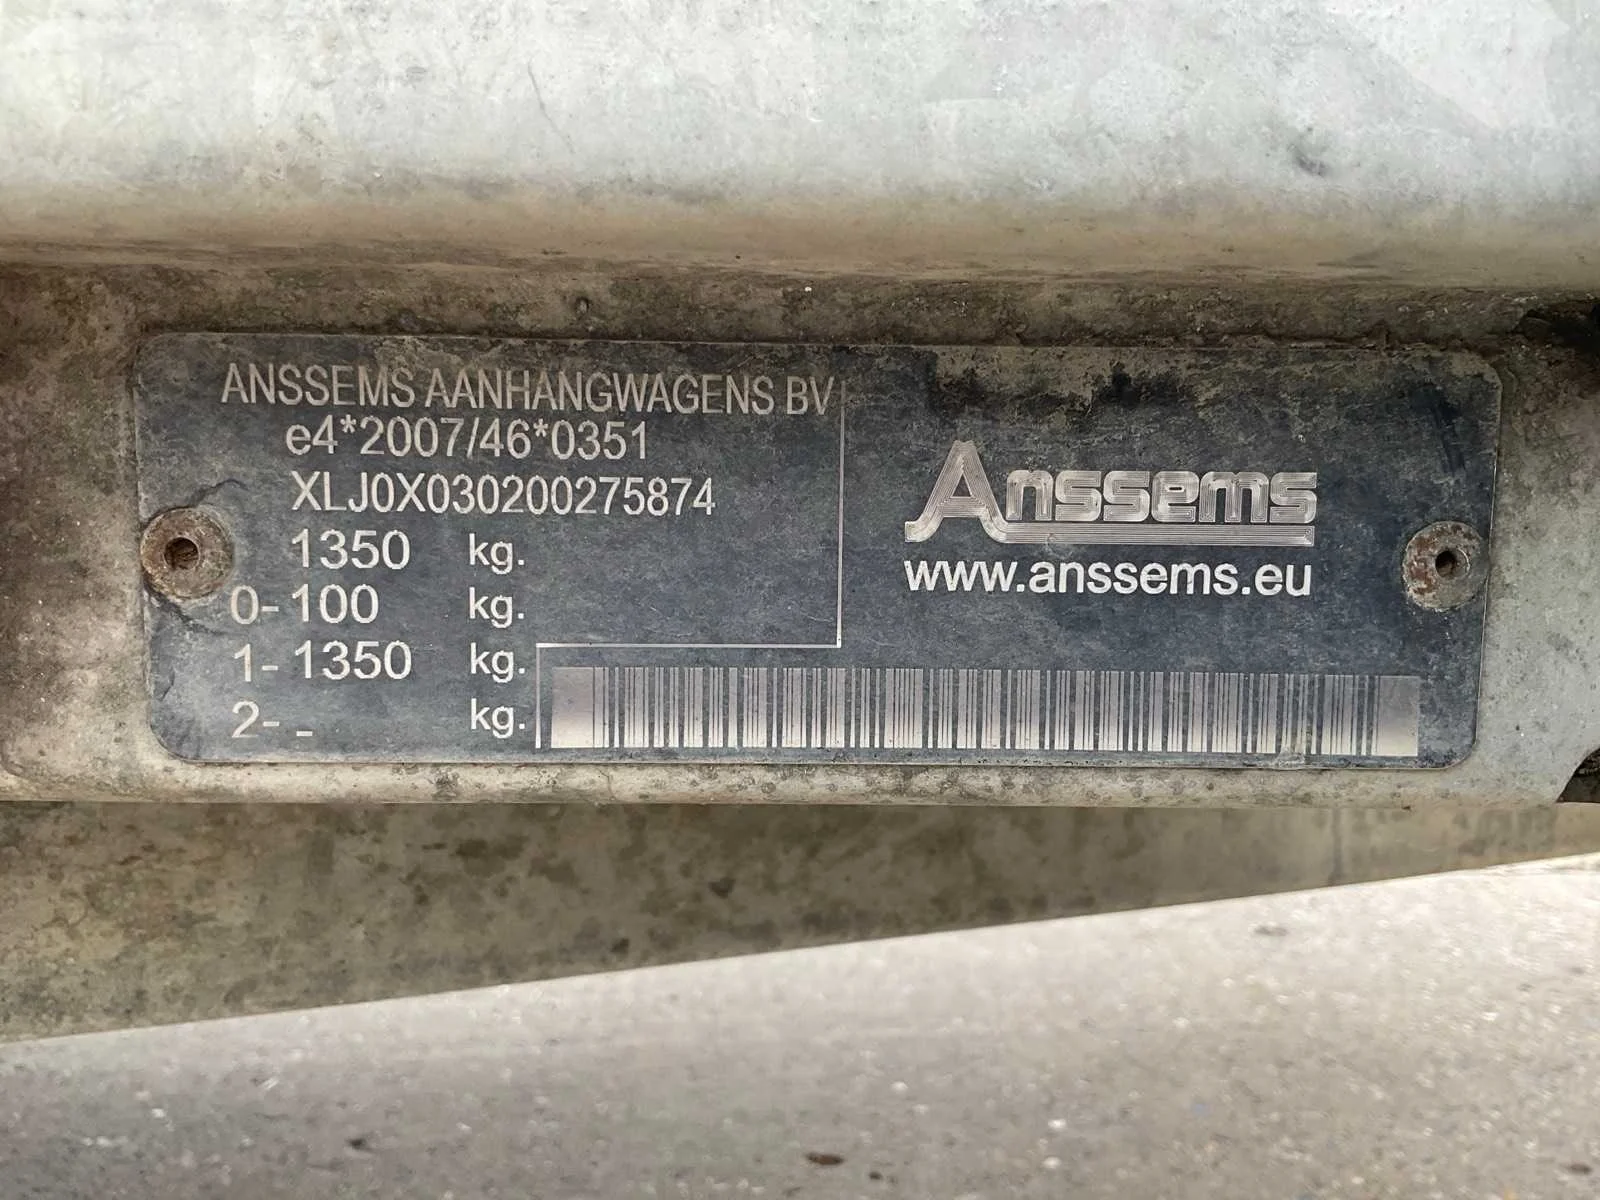 ANSSEMS AANHANGWAGENS BV
e4*2007/46*0351
XLJ0X030200275874
1350 kg.
0- 100 kg.
1- 1350 kg.
2- - kg.
Anssems
www.anssems.eu